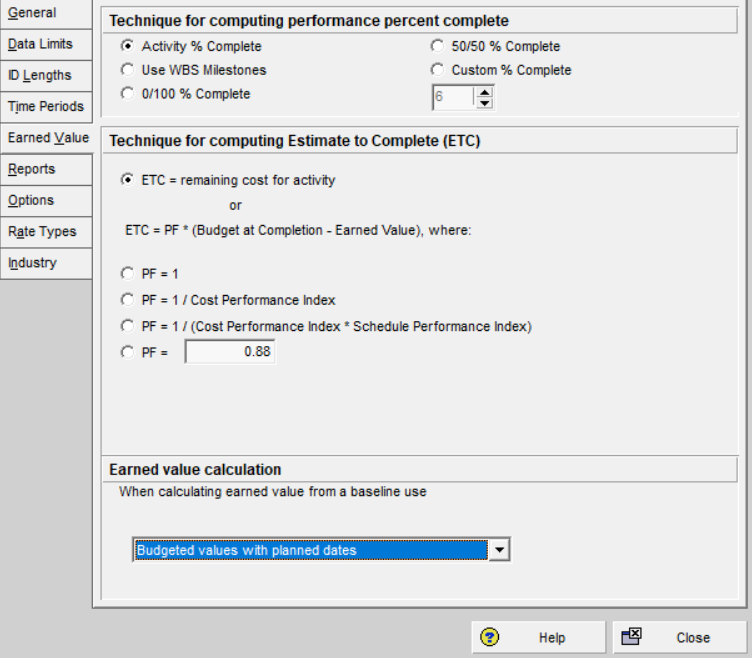 General
Data Limits
ID Lengths
Time Periods
Earned Value
Reports
Options
Rate Types
Industry
Technique for computing performance percent complete
Activity % Complete
50/50 % Complete
Use WBS Milestones
Custom % Complete
0/100 % Complete
6
Technique for computing Estimate to Complete (ETC)
ETC = remaining cost for activity
or
ETC = PF * (Budget at Completion - Earned Value), where:
PF = 1
PF = 1 / Cost Performance Index
PF = 1 / (Cost Performance Index * Schedule Performance Index)
PF = 0.88
Earned value calculation
When calculating earned value from a baseline use
Budgeted values with planned dates
Help
Close